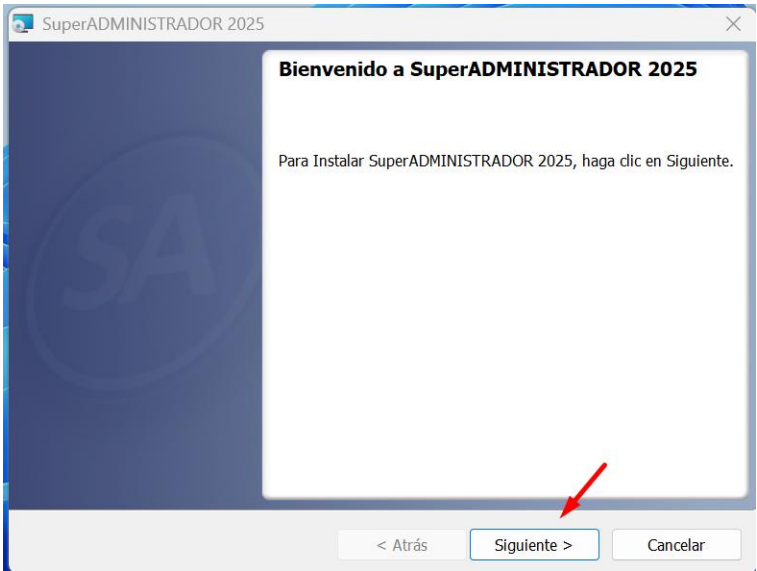 SuperADMINISTRADOR 2025
Bienvenido a SuperADMINISTRADOR 2025
Para Instalar SuperADMINISTRADOR 2025, haga clic en Siguiente.
SA
< Atrás
Siguiente >
Cancelar